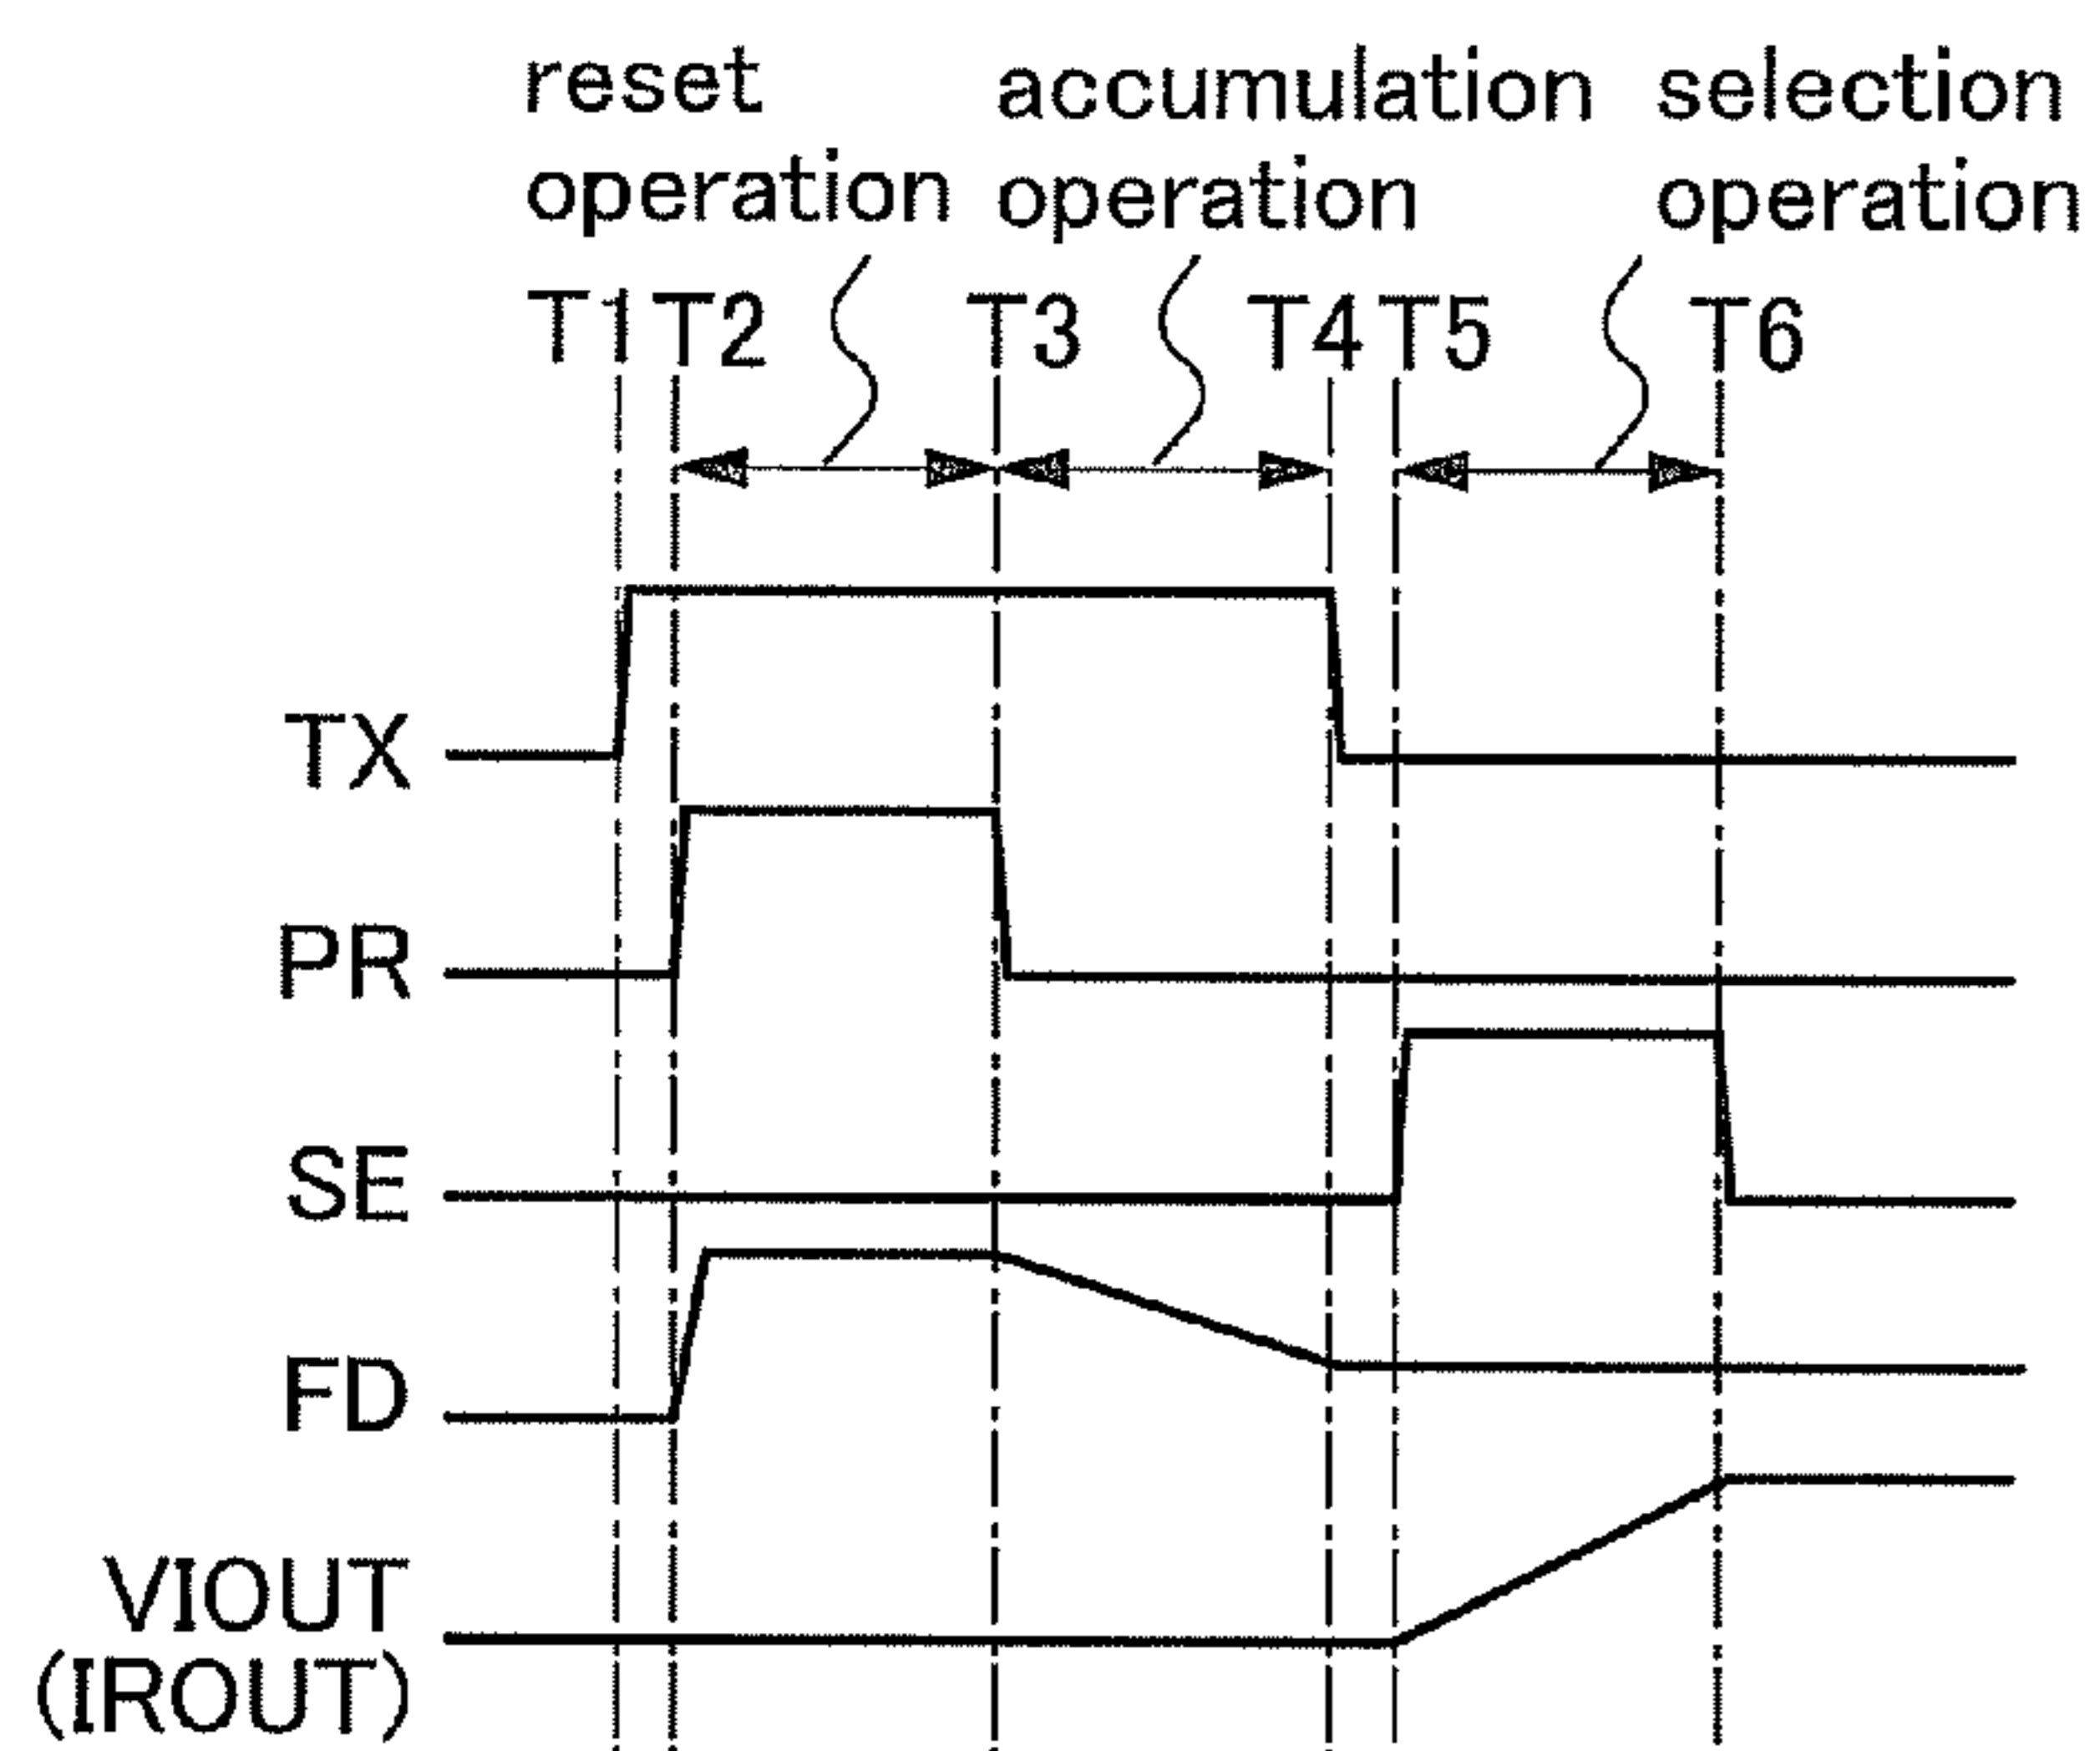 reset
operation
accumulation
operation
selection
operation
T1 T2 T3 T4 T5 T6
TX
PR
SE
FD
VIOUT
(IROUT)